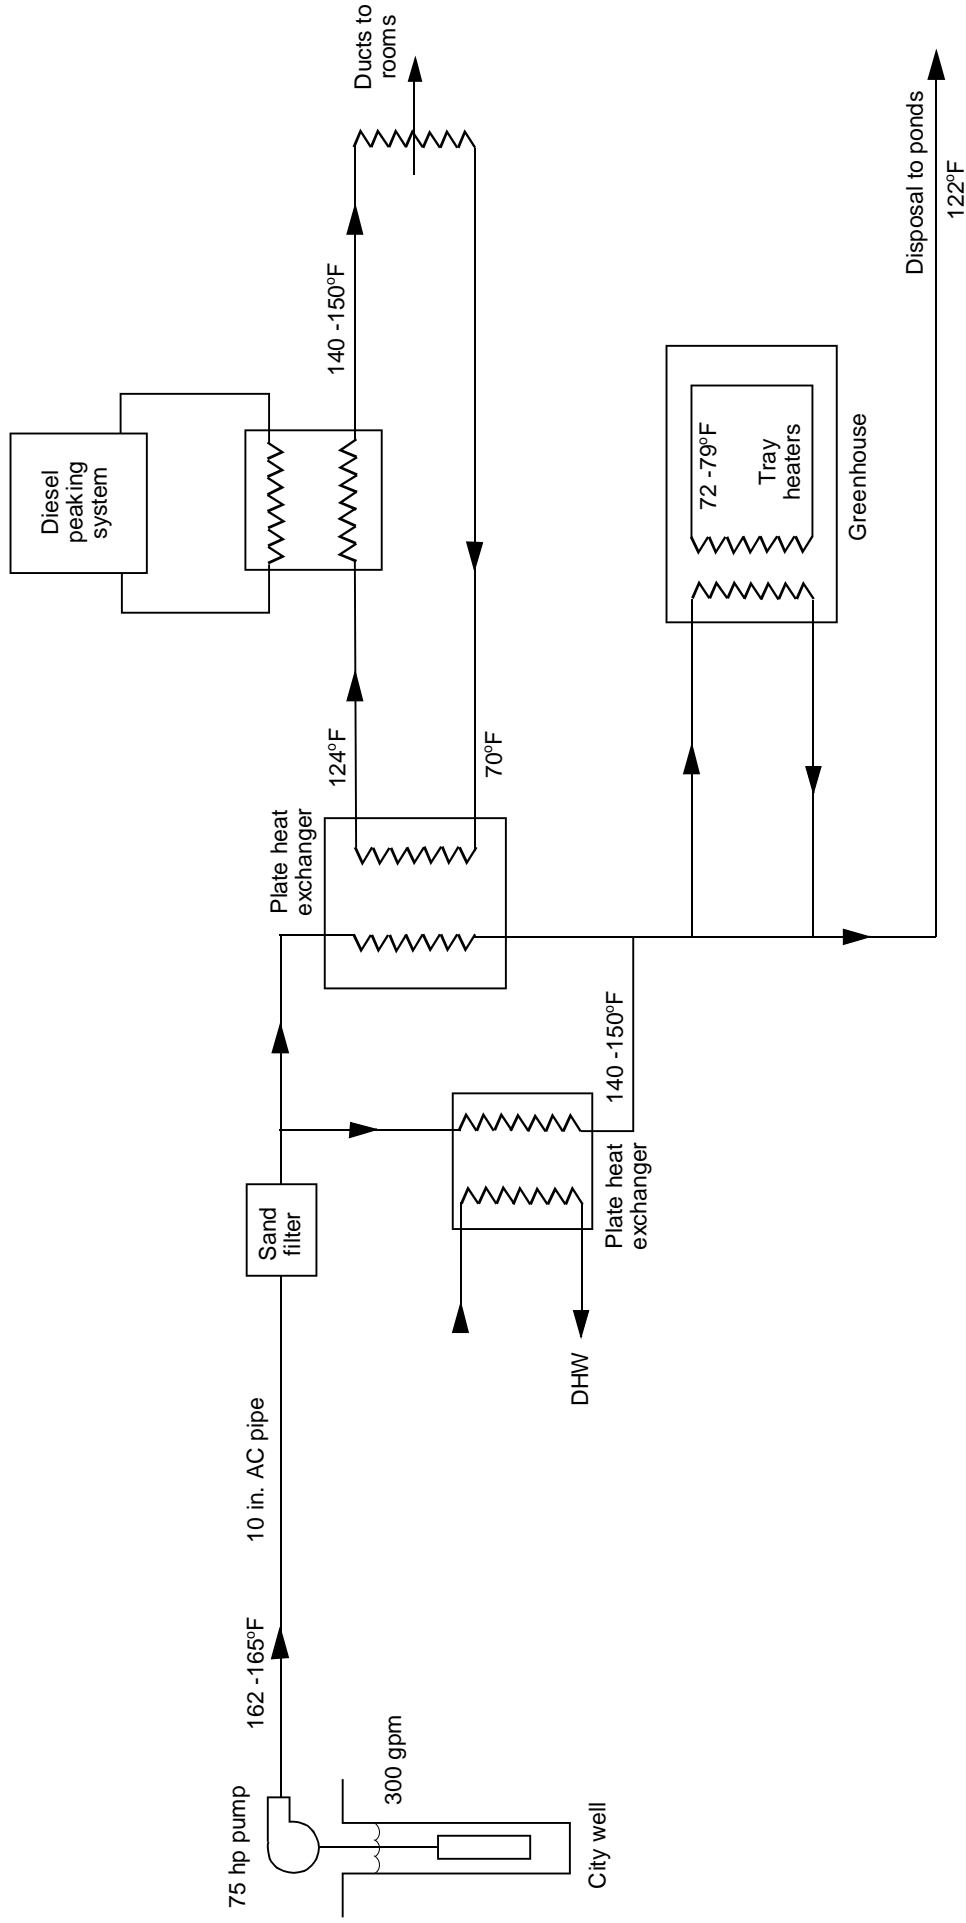 75 hp pump
162 -165°F
10 in. AC pipe
300 gpm
City well
Sand
filter
DHW
Plate heat
exchanger
140 -150°F
Plate heat
exchanger
124°F
70°F
Diesel
peaking
system
140 -150°F
Ducts to
rooms
72 -79°F
Tray
heaters
Greenhouse
Disposal to ponds
122°F